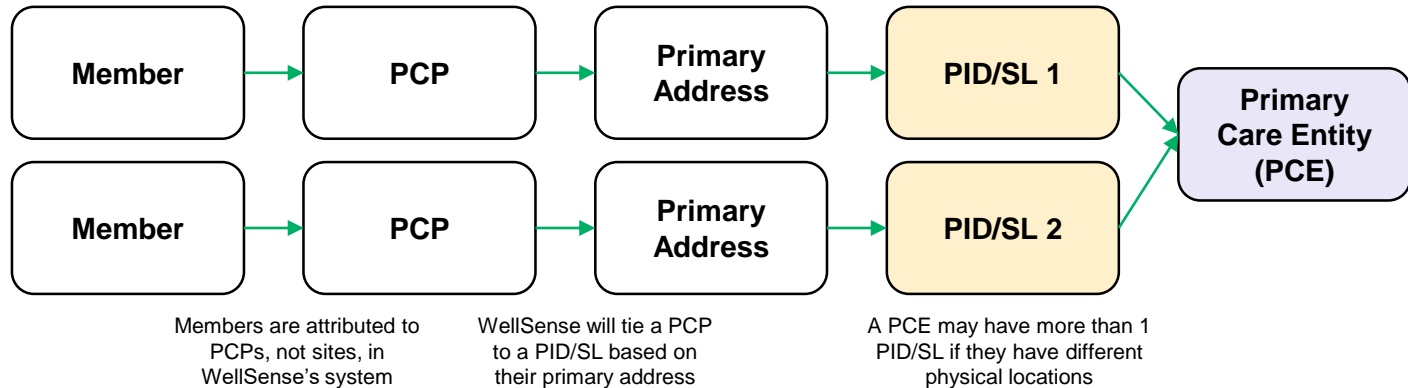 Member
PCP
Primary
Address
PID/SL 1
Primary
Care Entity
(PCE)
Member
PCP
Primary
Address
PID/SL 2
Members are attributed to
PCPs, not sites, in
WellSense's system
WellSense will tie a PCP
to a PID/SL based on
their primary address
A PCE may have more than 1
PID/SL if they have different
physical locations